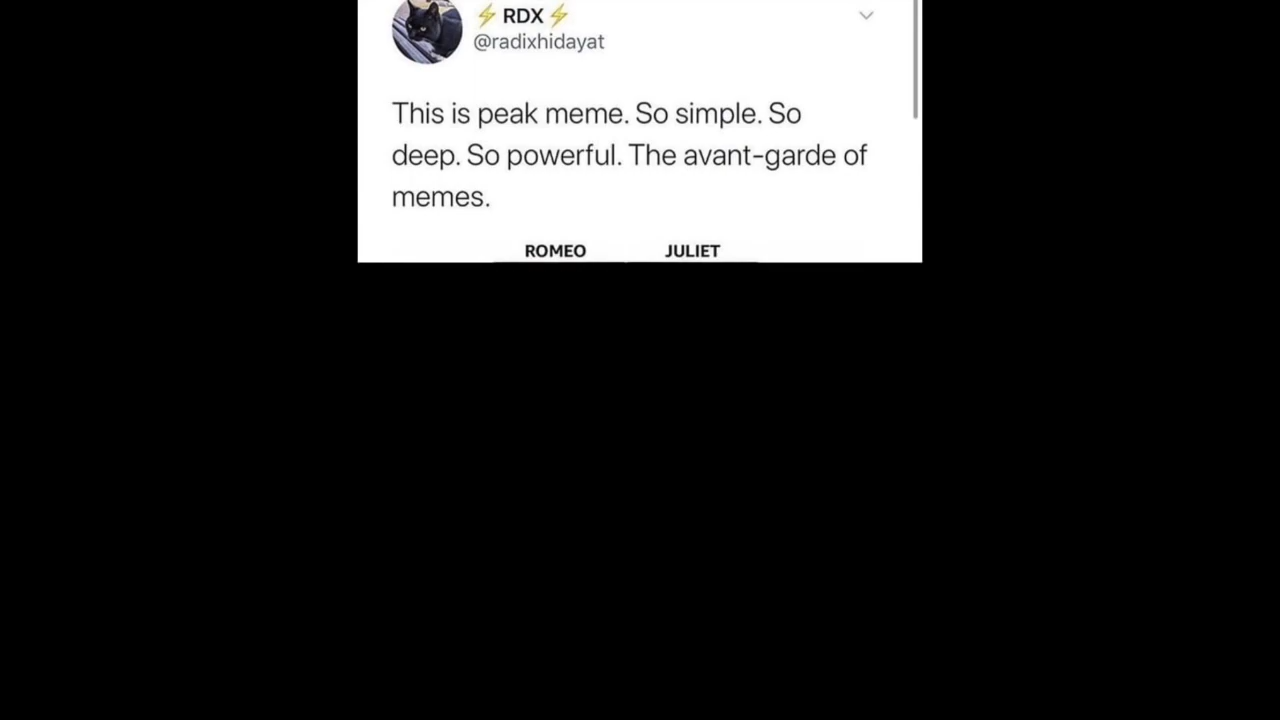 ⚡ RDX ⚡
@radixhidayat
This is peak meme. So simple. So
deep. So powerful. The avant-garde of
memes.
ROMEO JULIET